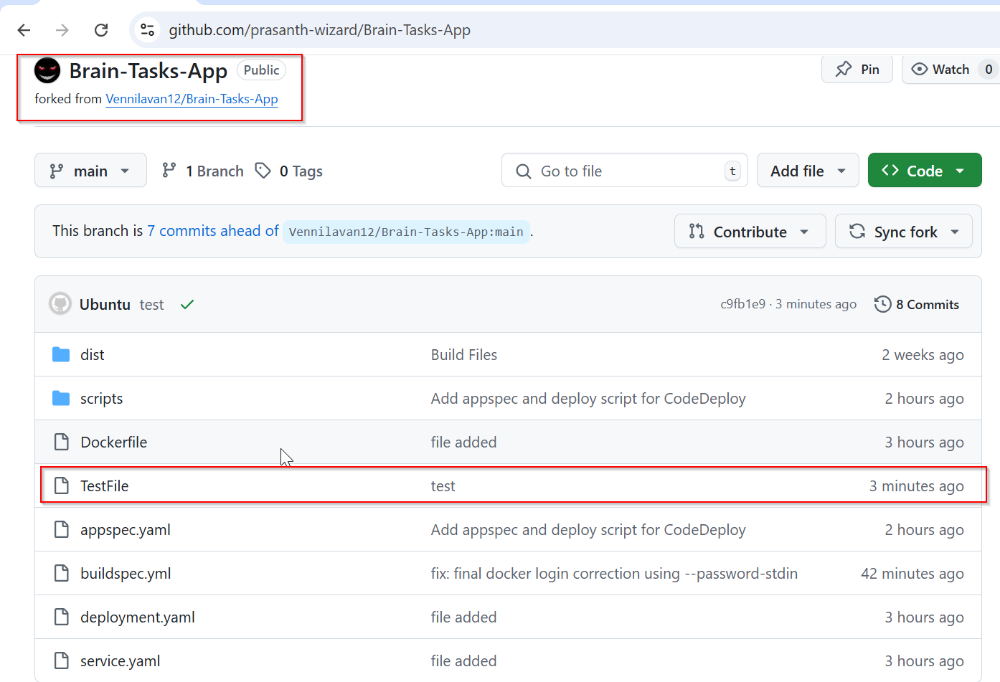 github.com/prasanth-wizard/Brain-Tasks-App
Brain-Tasks-App Public
Pin
Watch 0
forked from Vennilavan12/Brain-Tasks-App
main
1 Branch
0 Tags
Go to file
t
Add file
Code
This branch is 7 commits ahead of Vennilavan12/Brain-Tasks-App:main .
Contribute
Sync fork
Ubuntu test
c9fb1e9 · 3 minutes ago
8 Commits
dist Build Files 2 weeks ago
scripts Add appspec and deploy script for CodeDeploy 2 hours ago
Dockerfile file added 3 hours ago
TestFile test 3 minutes ago
appspec.yaml Add appspec and deploy script for CodeDeploy 2 hours ago
buildspec.yml fix: final docker login correction using --password-stdin 42 minutes ago
deployment.yaml file added 3 hours ago
service.yaml file added 3 hours ago